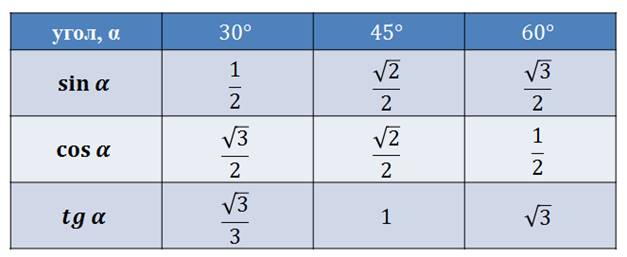 угол, α 30° 45° 60°
sin α 1/2 √2/2 √3/2
cos α √3/2 √2/2 1/2
tg α √3/3 1 √3